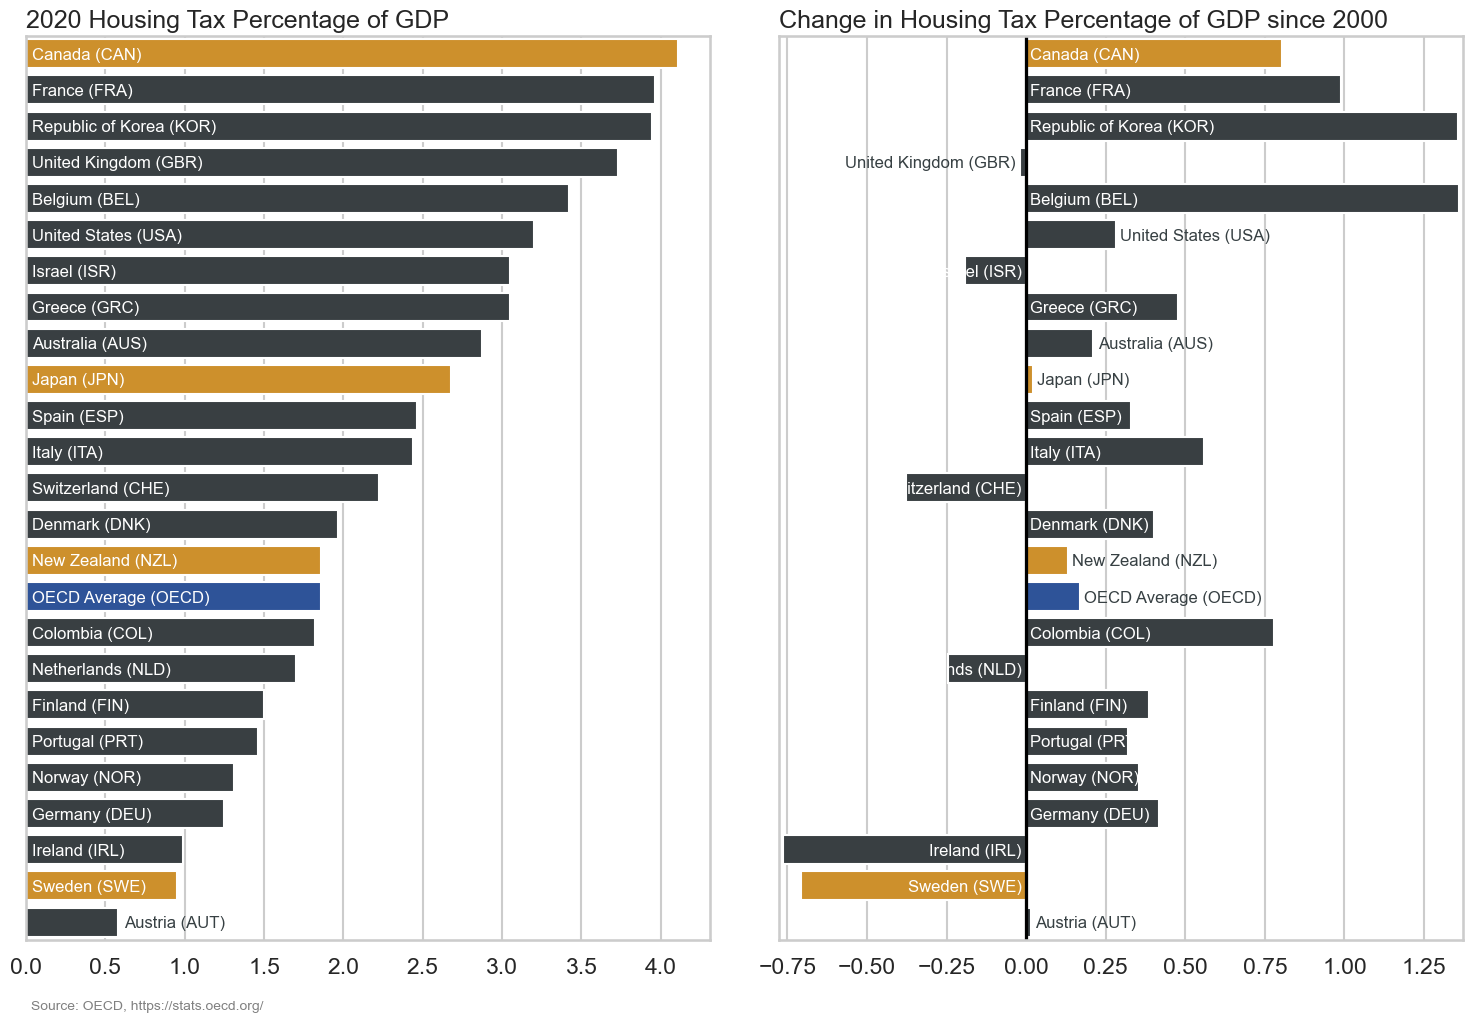 2020 Housing Tax Percentage of GDP
Canada (CAN)
France (FRA)
Republic of Korea (KOR)
United Kingdom (GBR)
Belgium (BEL)
United States (USA)
Israel (ISR)
Greece (GRC)
Australia (AUS)
Japan (JPN)
Spain (ESP)
Italy (ITA)
Switzerland (CHE)
Denmark (DNK)
New Zealand (NZL)
OECD Average (OECD)
Colombia (COL)
Netherlands (NLD)
Finland (FIN)
Portugal (PRT)
Norway (NOR)
Germany (DEU)
Ireland (IRL)
Sweden (SWE)
Austria (AUT)
0.0 0.5 1.0 1.5 2.0 2.5 3.0 3.5 4.0
Change in Housing Tax Percentage of GDP since 2000
Canada (CAN)
France (FRA)
Republic of Korea (KOR)
United Kingdom (GBR)
Belgium (BEL)
United States (USA)
el (ISR)
Greece (GRC)
Australia (AUS)
Japan (JPN)
Spain (ESP)
Italy (ITA)
itzerland (CHE)
Denmark (DNK)
New Zealand (NZL)
OECD Average (OECD)
Colombia (COL)
nds (NLD)
Finland (FIN)
Portugal (PRT
Norway (NOR)
Germany (DEU)
Ireland (IRL)
Sweden (SWE)
Austria (AUT)
−0.75 −0.50 −0.25 0.00 0.25 0.50 0.75 1.00 1.25
Source: OECD, https://stats.oecd.org/